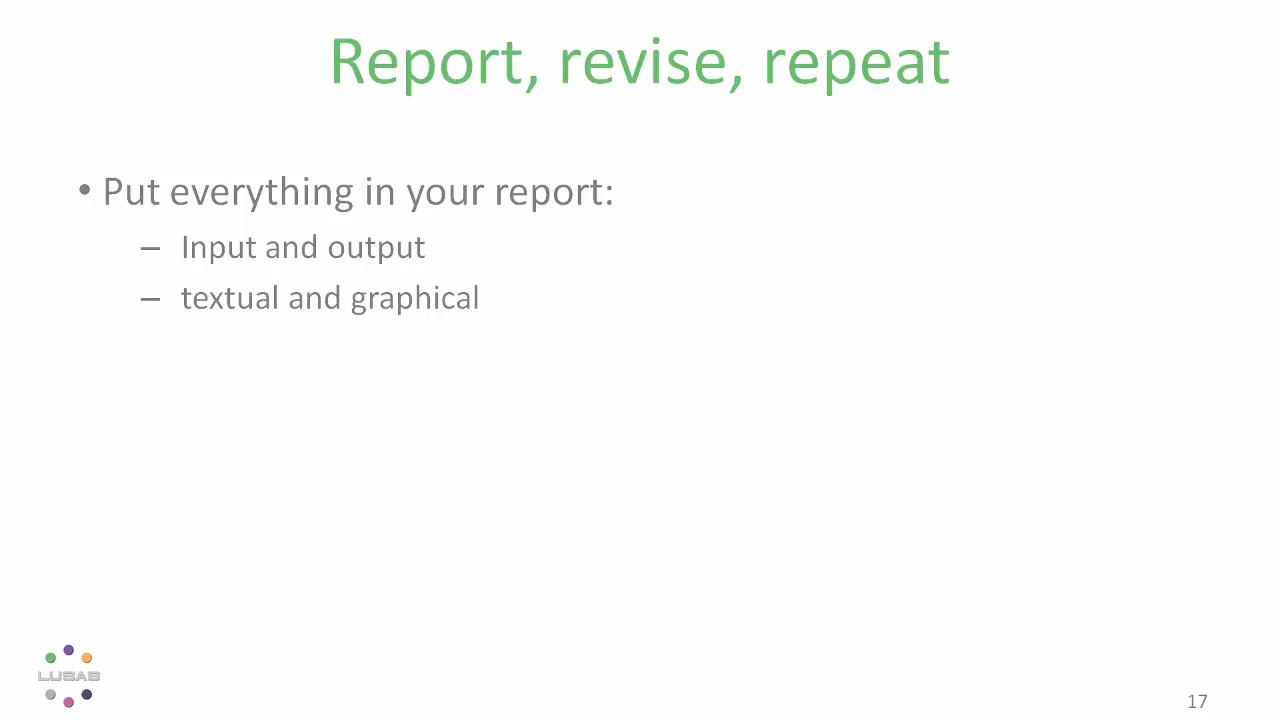 Report, revise, repeat
• Put everything in your report:
– Input and output
– textual and graphical
LUSAS
17